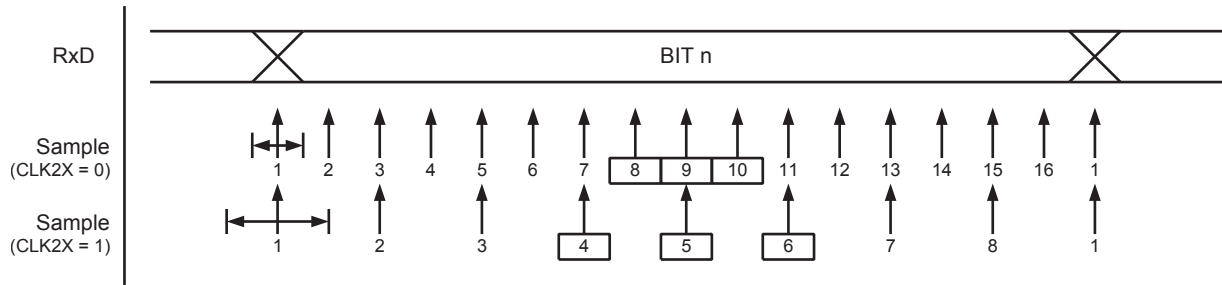 RxD BIT n
Sample
(CLK2X = 0) 1 2 3 4 5 6 7 8 9 10 11 12 13 14 15 16 1
Sample
(CLK2X = 1) 1 2 3 4 5 6 7 8 1